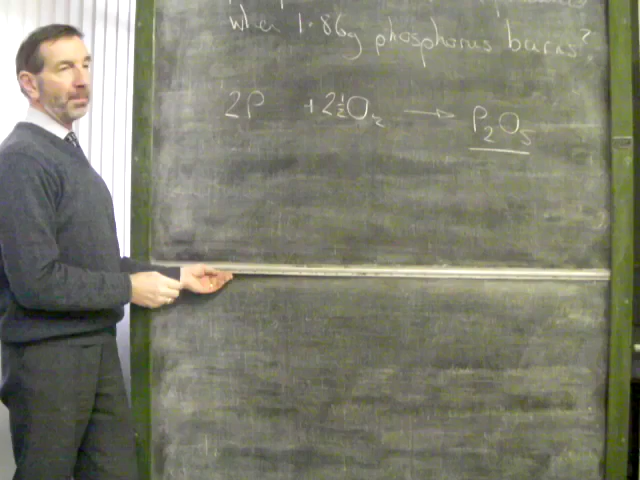 when 1.86g phosphorus burns?
2P + 2½O₂ → P₂O₅